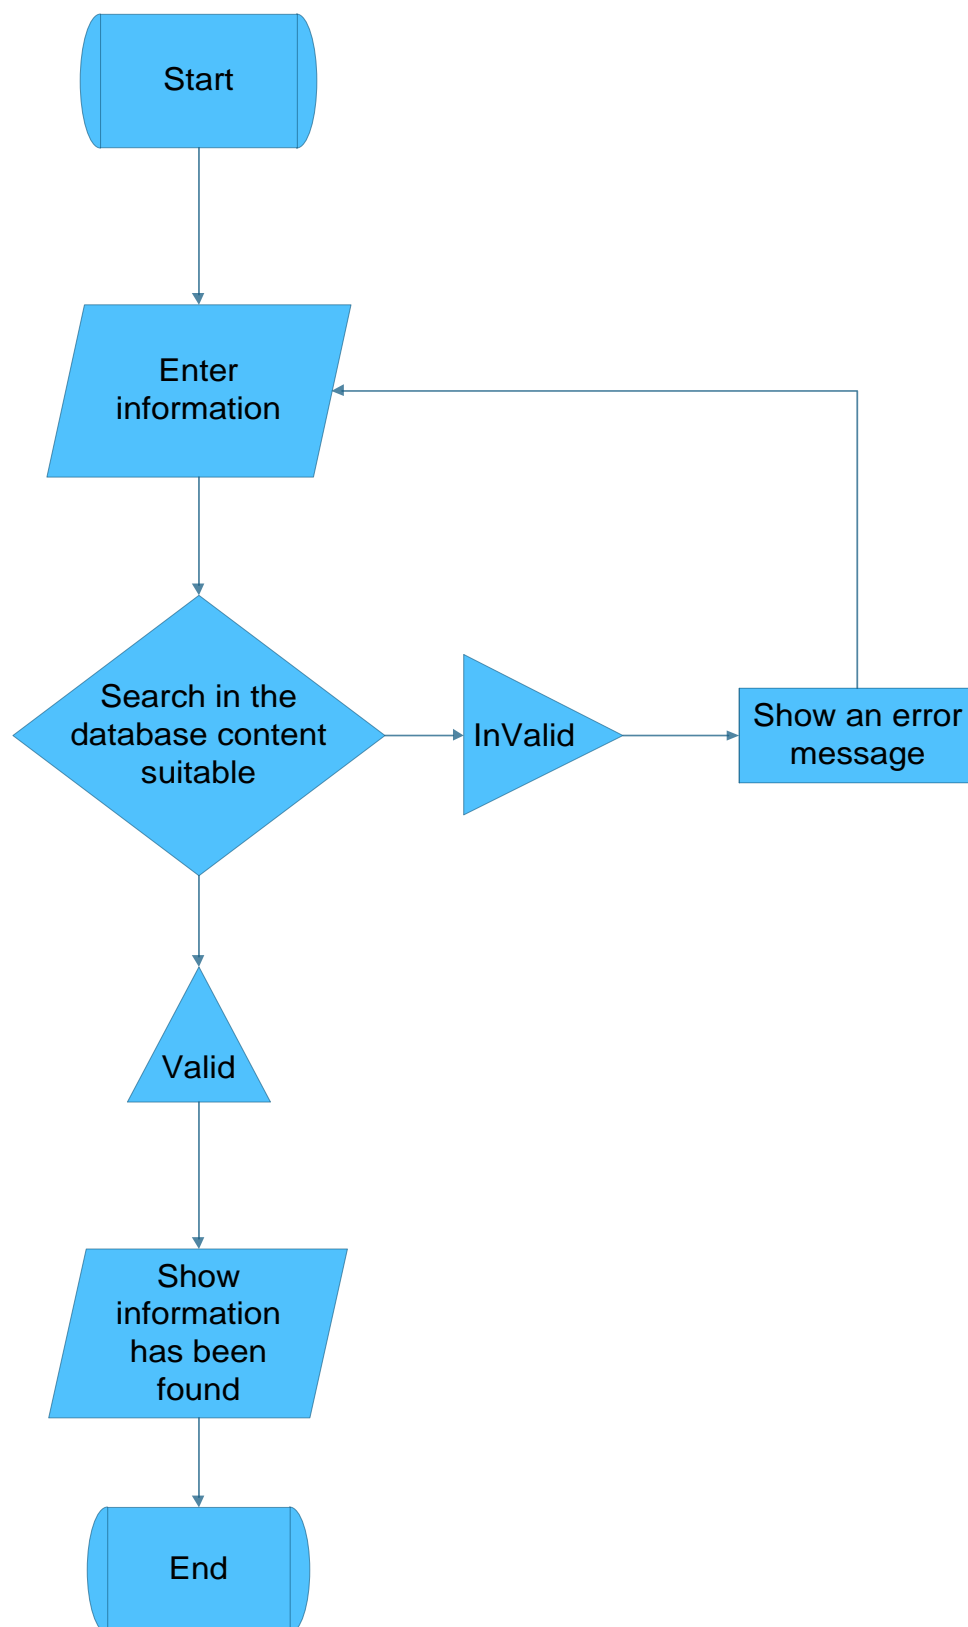 Start
Enter
information
Search in the
database content
suitable
InValid
Show an error
message
Valid
Show
information
has been
found
End